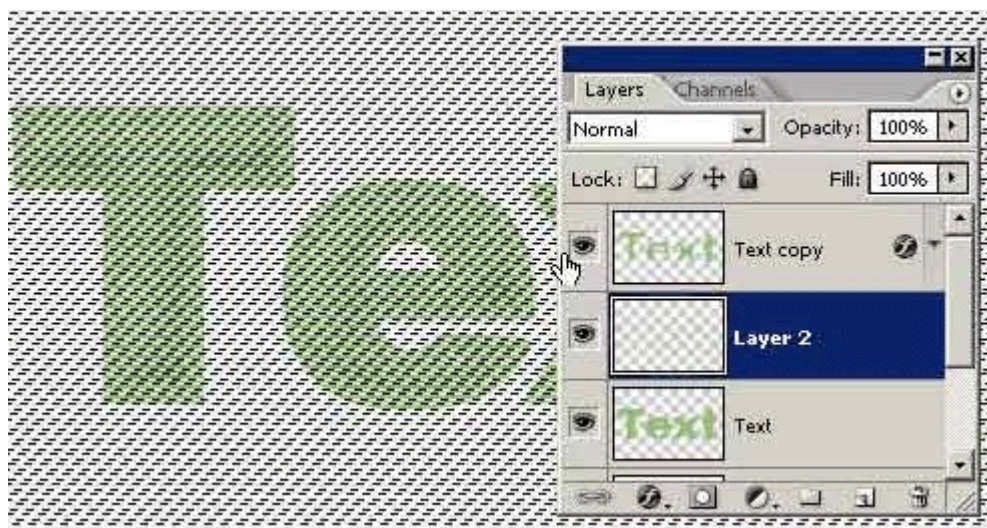 Te
Layers Channels
Normal Opacity: 100%
Lock: Fill: 100%
Text Text copy
Layer 2
Text Text